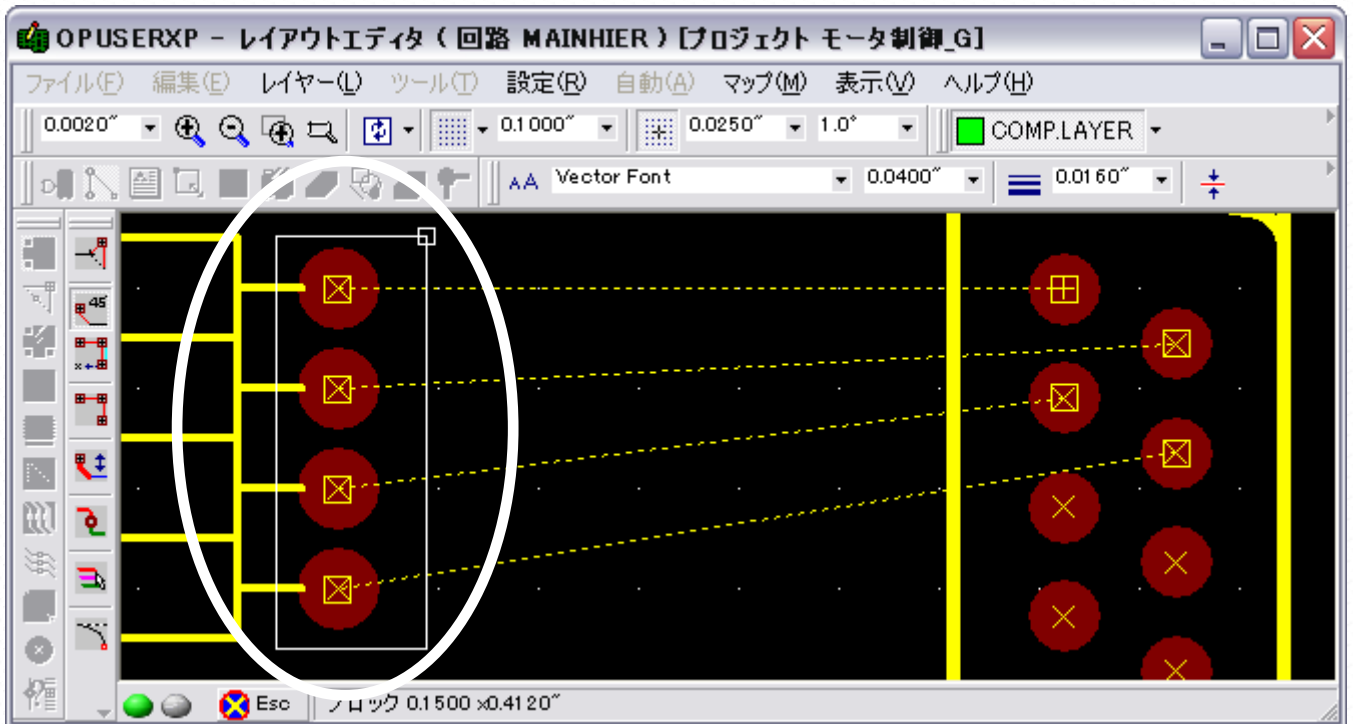 OPUSERXP - レイアウトエディタ ( 回路 MAINHIER ) [プロジェクト モータ制御_G]
ファイル(F) 編集(E) レイヤー(L) ツール(T) 設定(R) 自動(A) マップ(M) 表示(V) ヘルプ(H)
0.0020" 0.1000" 0.0250" 1.0° COMP.LAYER
AA Vector Font 0.0400" 0.0160"
45
Esc ブロック 0.1500 x0.4120"